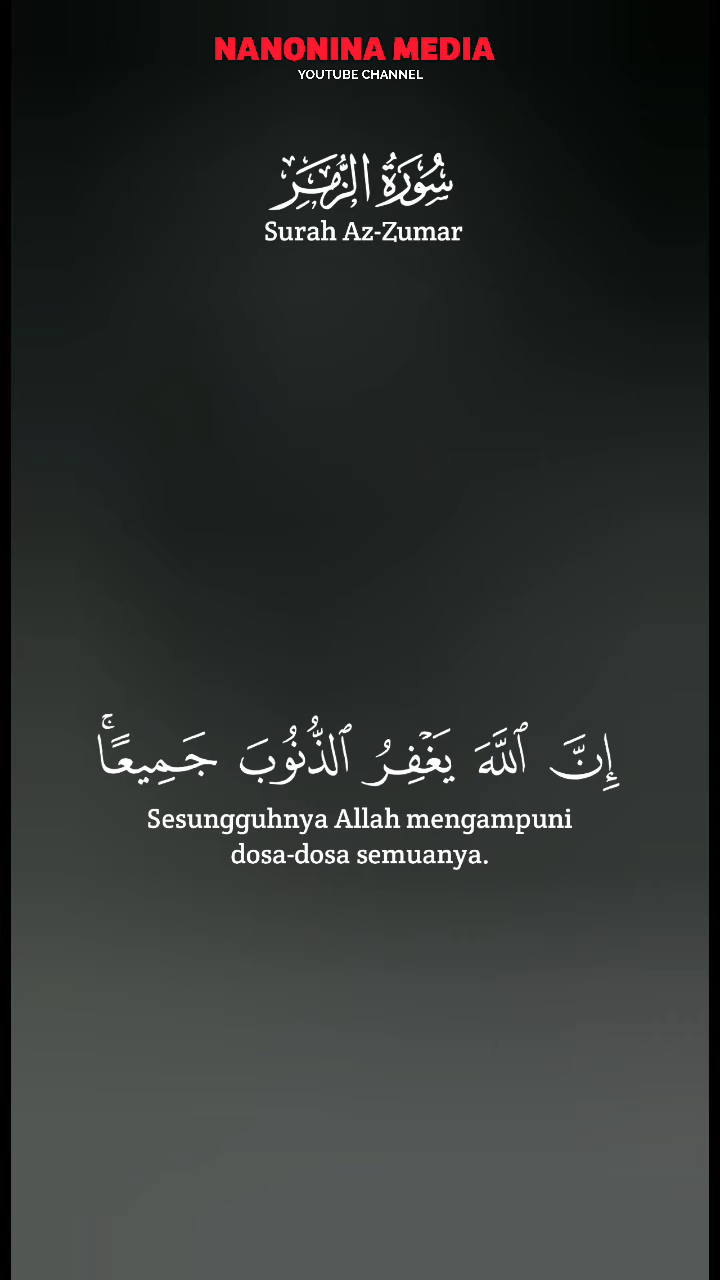 NANONINA MEDIA
YOUTUBE CHANNEL
سُورَةُ الزُّمَرِ
Surah Az-Zumar
إِنَّ ٱللَّهَ يَغْفِرُ ٱلذُّنُوبَ جَمِيعًاۚ
Sesungguhnya Allah mengampuni
dosa-dosa semuanya.